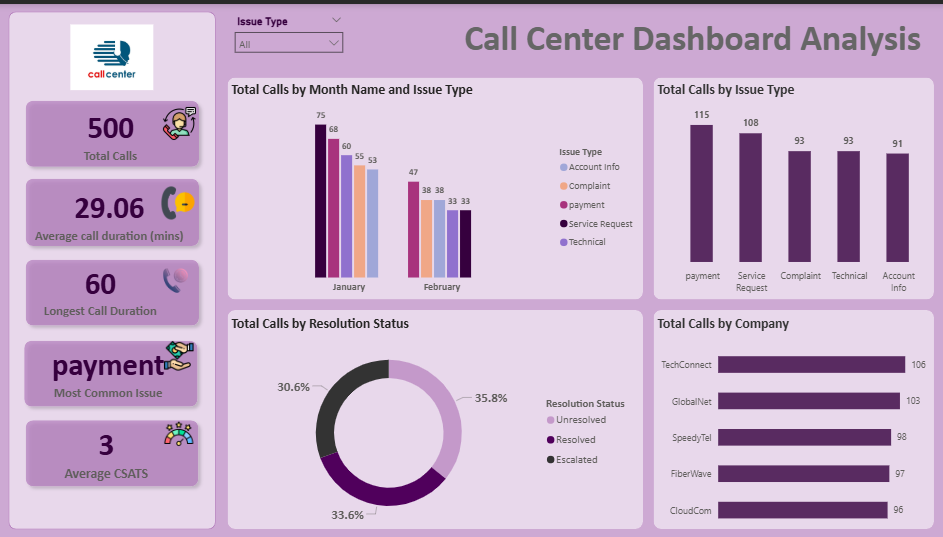 Issue Type
All
Call Center Dashboard Analysis
call center
500
Total Calls
29.06
Average call duration (mins)
60
Longest Call Duration
payment
Most Common Issue
3
Average CSATS
Total Calls by Month Name and Issue Type
75
68
60
55
53
47
38
38
33
33
January
February
Issue Type
Account Info
Complaint
payment
Service Request
Technical
Total Calls by Issue Type
115
108
93
93
91
payment
Service
Request
Complaint
Technical
Account
Info
Total Calls by Resolution Status
30.6%
35.8%
33.6%
Resolution Status
Unresolved
Resolved
Escalated
Total Calls by Company
TechConnect 106
GlobalNet 103
SpeedyTel 98
FiberWave 97
CloudCom 96